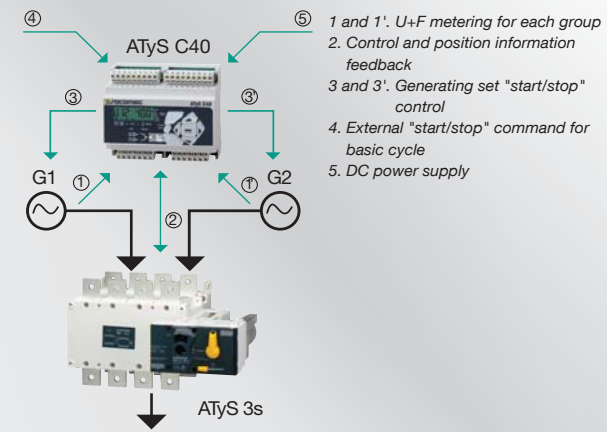 ④
⑤
ATyS C40
socomec
③
③'
G1
①
①'
G2
②
ATyS 3s
1 and 1'. U+F metering for each group
2. Control and position information
feedback
3 and 3'. Generating set "start/stop"
control
4. External "start/stop" command for
basic cycle
5. DC power supply